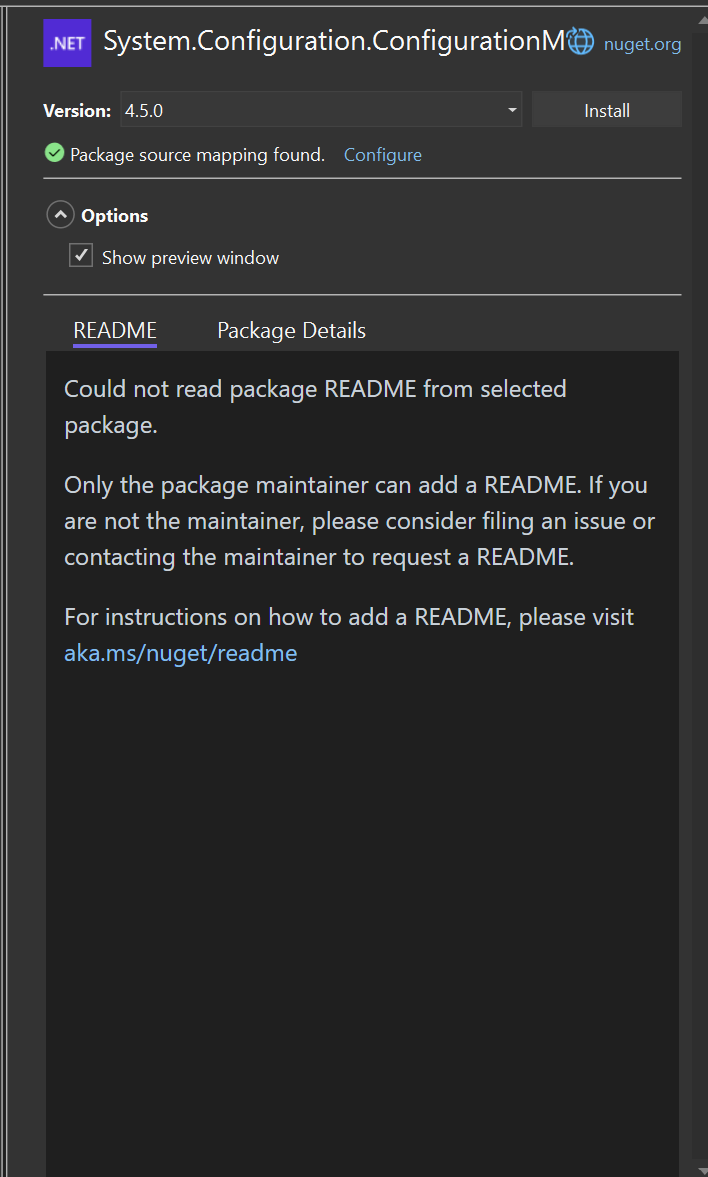 .NET System.Configuration.ConfigurationM nuget.org
Version: 4.5.0 Install
Package source mapping found. Configure
Options
Show preview window
README Package Details
Could not read package README from selected
package.
Only the package maintainer can add a README. If you
are not the maintainer, please consider filing an issue or
contacting the maintainer to request a README.
For instructions on how to add a README, please visit
aka.ms/nuget/readme